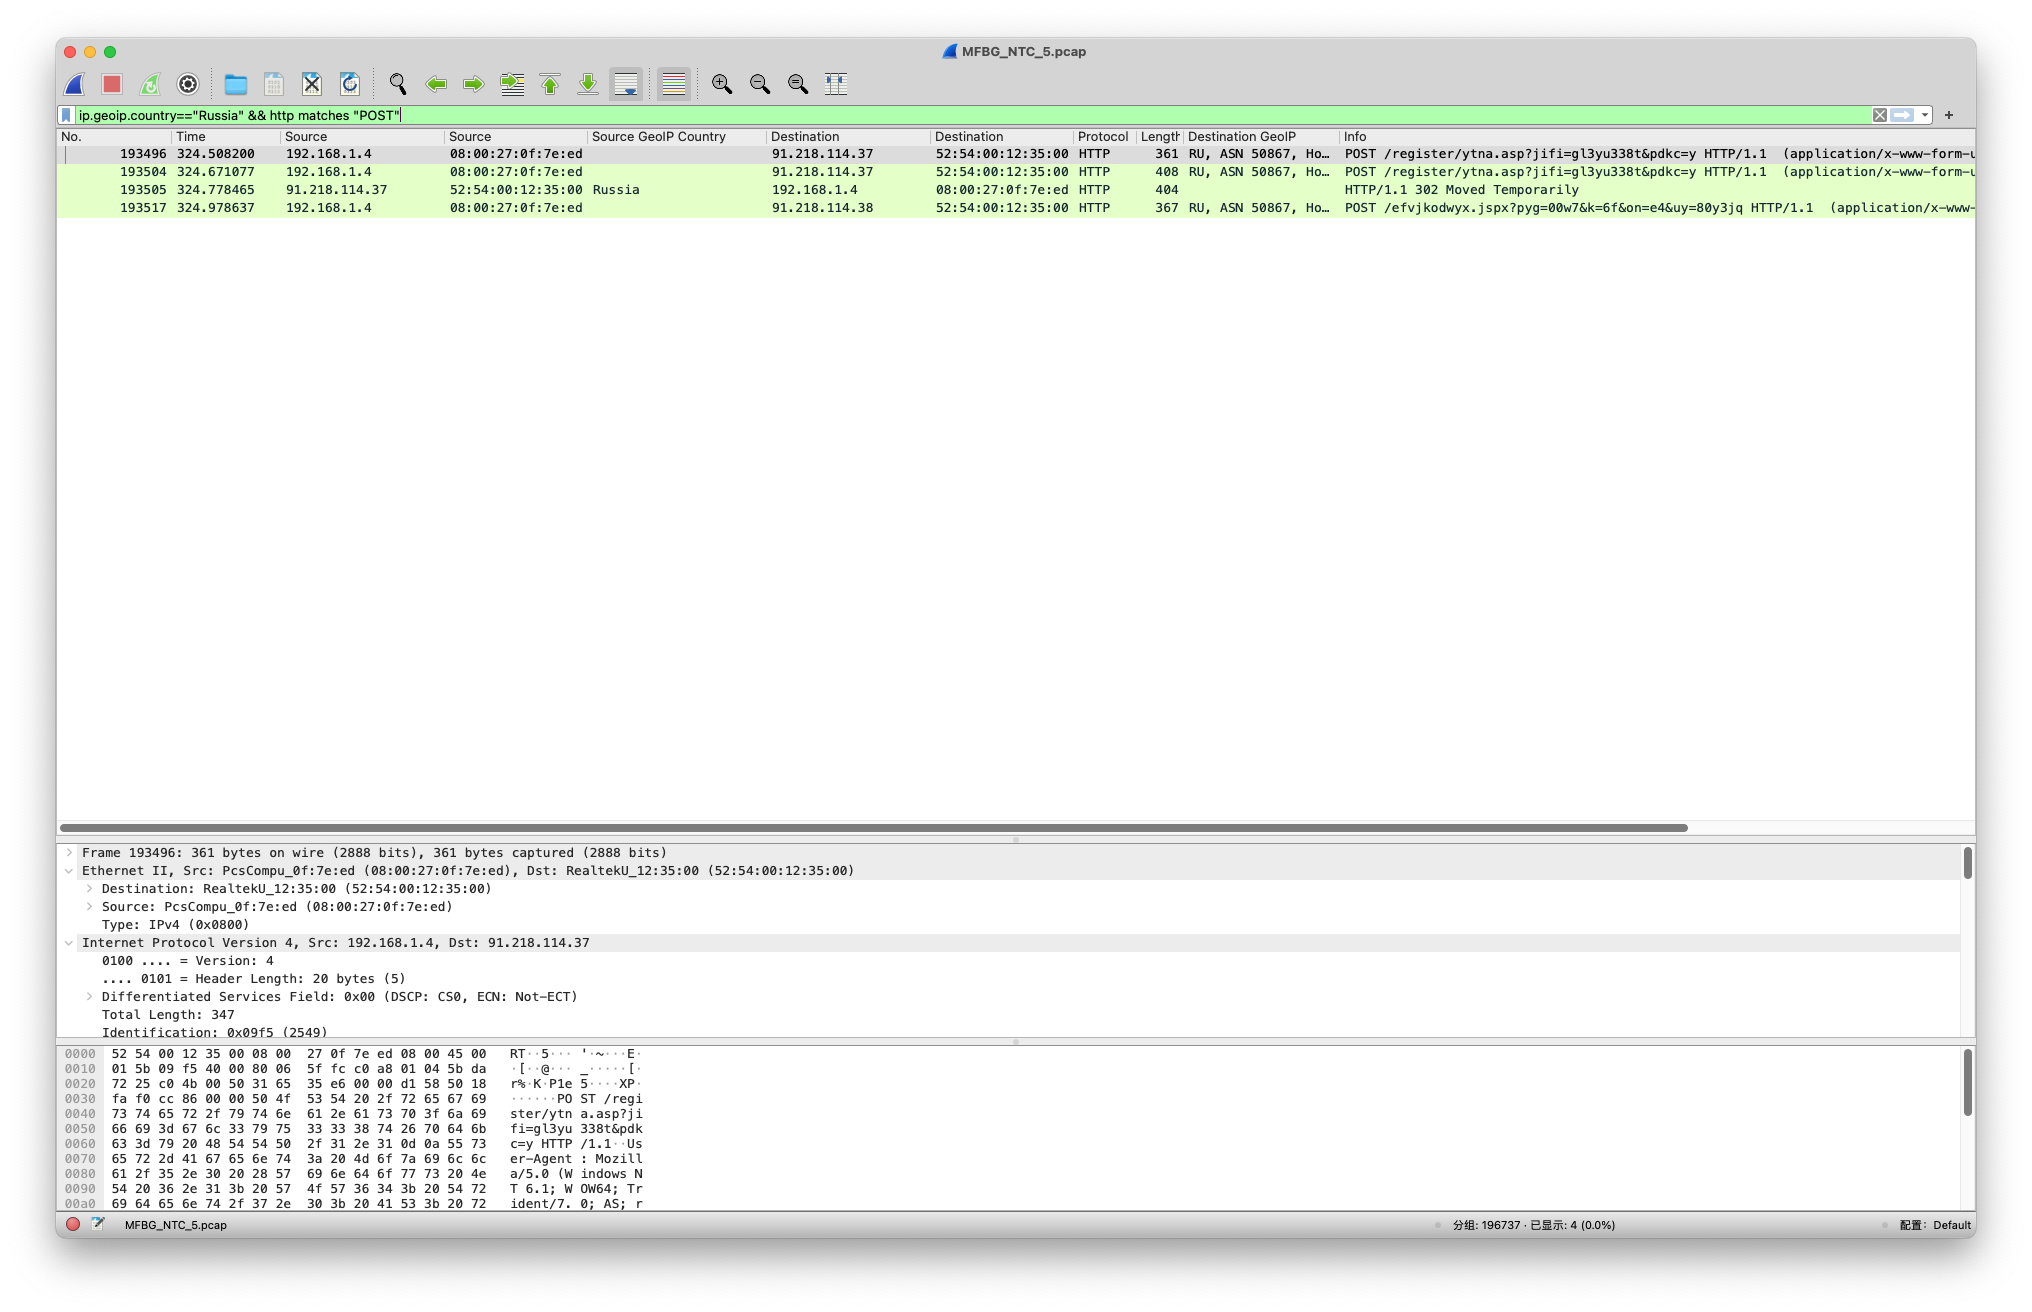 MFBG_NTC_5.pcap
ip.geoip.country=="Russia" && http matches "POST"
+
No. Time Source Source Source GeoIP Country Destination Destination Protocol Length Destination GeoIP Info
193496 324.508200 192.168.1.4 08:00:27:0f:7e:ed 91.218.114.37 52:54:00:12:35:00 HTTP 361 RU, ASN 50867, Ho… POST /register/ytna.asp?jifi=gl3yu338t&pdkc=y HTTP/1.1 (application/x-www-form-u
193504 324.671077 192.168.1.4 08:00:27:0f:7e:ed 91.218.114.37 52:54:00:12:35:00 HTTP 408 RU, ASN 50867, Ho… POST /register/ytna.asp?jifi=gl3yu338t&pdkc=y HTTP/1.1 (application/x-www-form-u
193505 324.778465 91.218.114.37 52:54:00:12:35:00 Russia 192.168.1.4 08:00:27:0f:7e:ed HTTP 404 HTTP/1.1 302 Moved Temporarily
193517 324.978637 192.168.1.4 08:00:27:0f:7e:ed 91.218.114.38 52:54:00:12:35:00 HTTP 367 RU, ASN 50867, Ho… POST /efvjkodwyx.jspx?pyg=00w7&k=6f&on=e4&uy=80y3jq HTTP/1.1 (application/x-www-
Frame 193496: 361 bytes on wire (2888 bits), 361 bytes captured (2888 bits)
Ethernet II, Src: PcsCompu_0f:7e:ed (08:00:27:0f:7e:ed), Dst: RealtekU_12:35:00 (52:54:00:12:35:00)
Destination: RealtekU_12:35:00 (52:54:00:12:35:00)
Source: PcsCompu_0f:7e:ed (08:00:27:0f:7e:ed)
Type: IPv4 (0x0800)
Internet Protocol Version 4, Src: 192.168.1.4, Dst: 91.218.114.37
0100 .... = Version: 4
.... 0101 = Header Length: 20 bytes (5)
Differentiated Services Field: 0x00 (DSCP: CS0, ECN: Not-ECT)
Total Length: 347
Identification: 0x09f5 (2549)
0000 52 54 00 12 35 00 08 00 27 0f 7e ed 08 00 45 00 RT··5··· '·~···E·
0010 01 5b 09 f5 40 00 80 06 5f fc c0 a8 01 04 5b da ·[··@··· _·····[·
0020 72 25 c0 4b 00 50 31 65 35 e6 00 00 d1 58 50 18 r%·K·P1e 5····XP·
0030 fa f0 cc 86 00 00 50 4f 53 54 20 2f 72 65 67 69 ······PO ST /regi
0040 73 74 65 72 2f 79 74 6e 61 2e 61 73 70 3f 6a 69 ster/ytn a.asp?ji
0050 66 69 3d 67 6c 33 79 75 33 33 38 74 26 70 64 6b fi=gl3yu 338t&pdk
0060 63 3d 79 20 48 54 54 50 2f 31 2e 31 0d 0a 55 73 c=y HTTP /1.1··Us
0070 65 72 2d 41 67 65 6e 74 3a 20 4d 6f 7a 69 6c 6c er-Agent : Mozill
0080 61 2f 35 2e 30 20 28 57 69 6e 64 6f 77 73 20 4e a/5.0 (W indows N
0090 54 20 36 2e 31 3b 20 57 4f 57 36 34 3b 20 54 72 T 6.1; W OW64; Tr
00a0 69 64 65 6e 74 2f 37 2e 30 3b 20 41 53 3b 20 72 ident/7. 0; AS; r
MFBG_NTC_5.pcap 分组: 196737 · 已显示: 4 (0.0%) 配置: Default